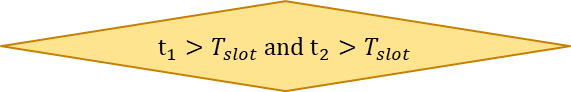 t₁ > T_slot and t₂ > T_slot